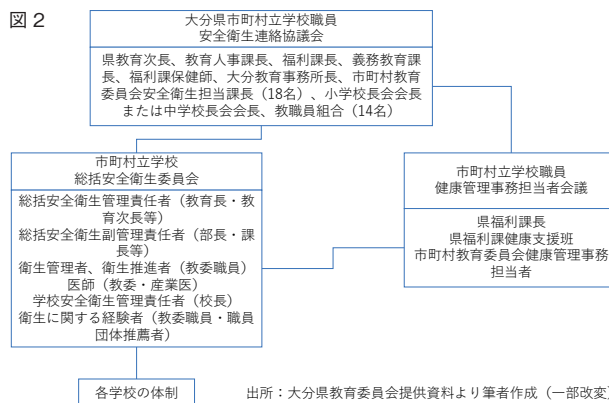 図2
大分県市町村立学校職員
安全衛生連絡協議会
県教育次長、教育人事課長、福利課長、義務教育課
長、福利課保健師、大分教育事務所長、市町村教育
委員会安全衛生担当課長（18名）、小学校長会会長
または中学校長会会長、教職員組合（14名）
市町村立学校
総括安全衛生委員会
総括安全衛生管理責任者（教育長・教
育次長等）
総括安全衛生副管理責任者（部長・課
長等）
衛生管理者、衛生推進者（教委職員）
医師（教委・産業医）
学校安全衛生管理責任者（校長）
衛生に関する経験者（教委職員・職員
団体推薦者）
市町村立学校職員
健康管理事務担当者会議
県福利課長
県福利課健康支援班
市町村教育委員会健康管理事務
担当者
各学校の体制
出所：大分県教育委員会提供資料より筆者作成（一部改変）